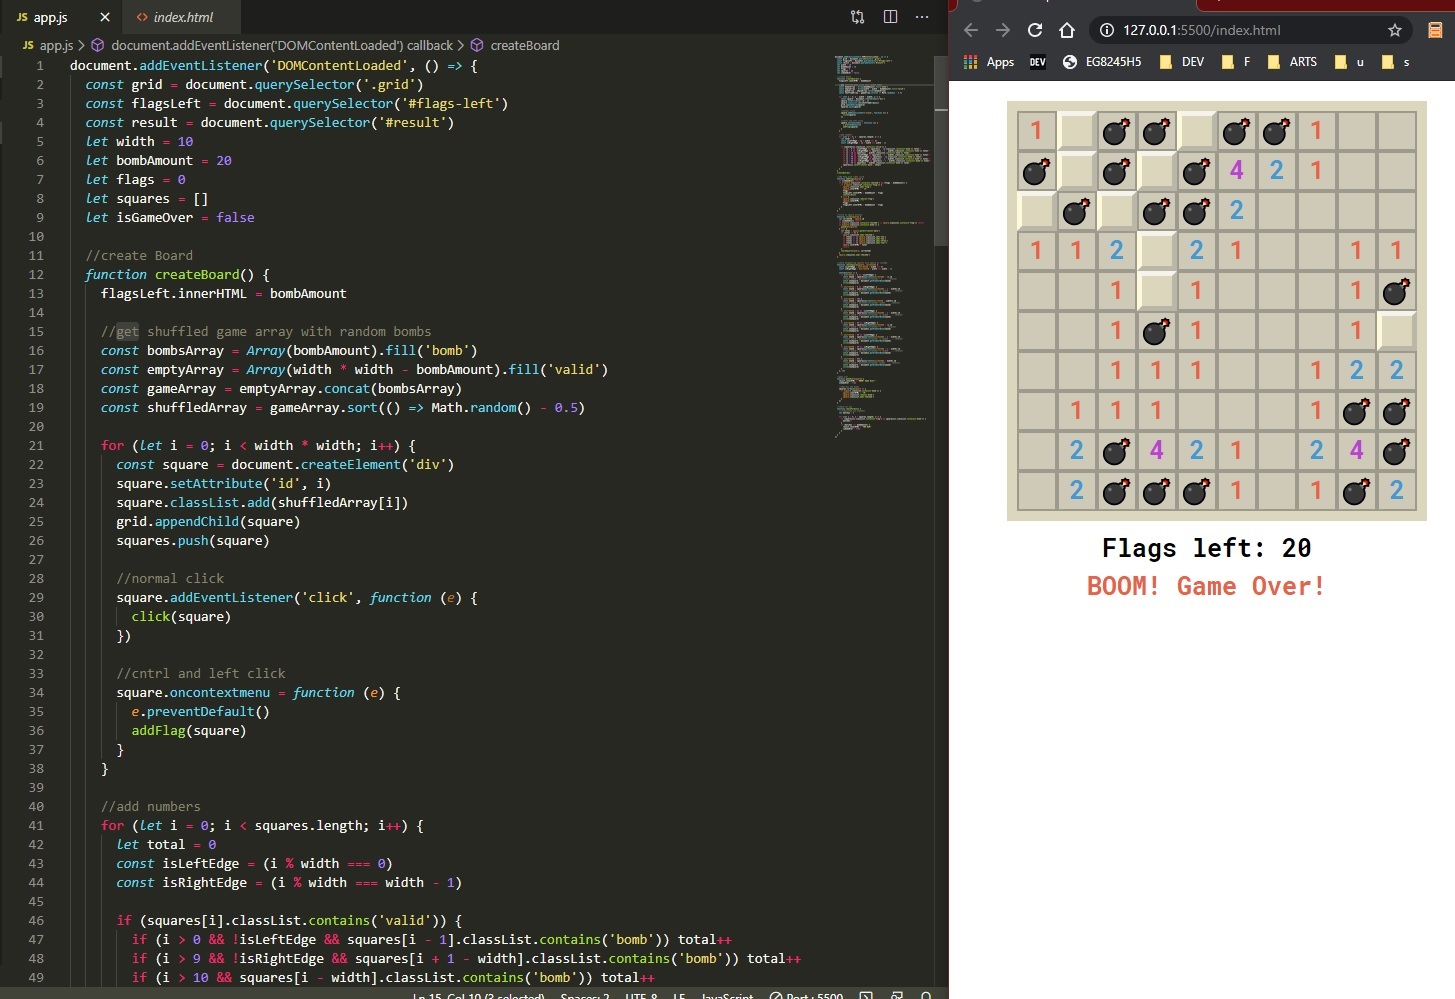 JS app.js × <> index.html
JS app.js > document.addEventListener('DOMContentLoaded') callback > createBoard
1 document.addEventListener('DOMContentLoaded', () => {
2 const grid = document.querySelector('.grid')
3 const flagsLeft = document.querySelector('#flags-left')
4 const result = document.querySelector('#result')
5 let width = 10
6 let bombAmount = 20
7 let flags = 0
8 let squares = []
9 let isGameOver = false
10
11 //create Board
12 function createBoard() {
13 flagsLeft.innerHTML = bombAmount
14
15 //get shuffled game array with random bombs
16 const bombsArray = Array(bombAmount).fill('bomb')
17 const emptyArray = Array(width * width - bombAmount).fill('valid')
18 const gameArray = emptyArray.concat(bombsArray)
19 const shuffledArray = gameArray.sort(() => Math.random() - 0.5)
20
21 for (let i = 0; i < width * width; i++) {
22 const square = document.createElement('div')
23 square.setAttribute('id', i)
24 square.classList.add(shuffledArray[i])
25 grid.appendChild(square)
26 squares.push(square)
27
28 //normal click
29 square.addEventListener('click', function (e) {
30 click(square)
31 })
32
33 //cntrl and left click
34 square.oncontextmenu = function (e) {
35 e.preventDefault()
36 addFlag(square)
37 }
38 }
39
40 //add numbers
41 for (let i = 0; i < squares.length; i++) {
42 let total = 0
43 const isLeftEdge = (i % width === 0)
44 const isRightEdge = (i % width === width - 1)
45
46 if (squares[i].classList.contains('valid')) {
47 if (i > 0 && !isLeftEdge && squares[i - 1].classList.contains('bomb')) total++
48 if (i > 9 && !isRightEdge && squares[i + 1 - width].classList.contains('bomb')) total++
49 if (i > 10 && squares[i - width].classList.contains('bomb')) total++
Ln 15, Col 10 (3 selected) Spaces: 2 UTF-8 LF JavaScript Port : 5500
127.0.0.1:5500/index.html
Apps DEV EG8245H5 DEV F ARTS u s
1 1
4 2 1
2
1 1 2 2 1 1 1
1 1 1
1 1 1
1 1 1 1 2 2
1 1 1 1
2 4 2 1 2 4
2 1 1 2
Flags left: 20
BOOM! Game Over!